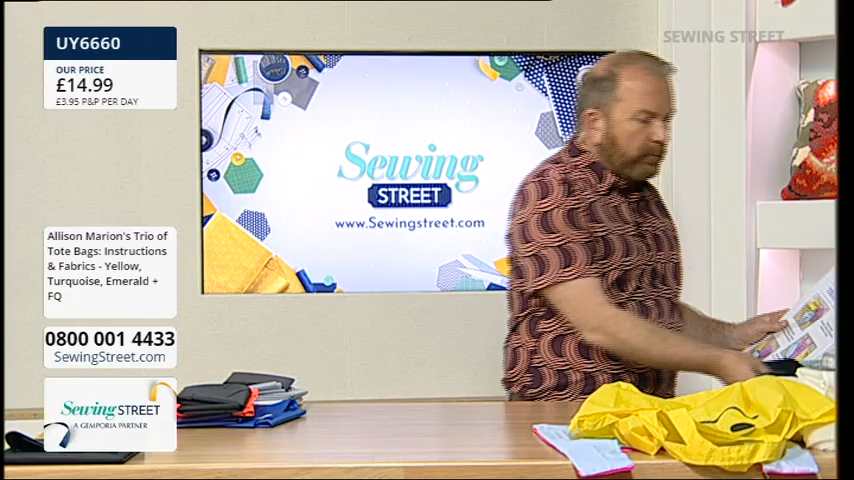 UY6660
OUR PRICE
£14.99
£3.95 P&P PER DAY
SEWING STREET
Sewing
STREET
www.Sewingstreet.com
Allison Marion's Trio of
Tote Bags: Instructions
& Fabrics - Yellow,
Turquoise, Emerald +
FQ
0800 001 4433
SewingStreet.com
Sewing STREET
A GEMPORIA PARTNER